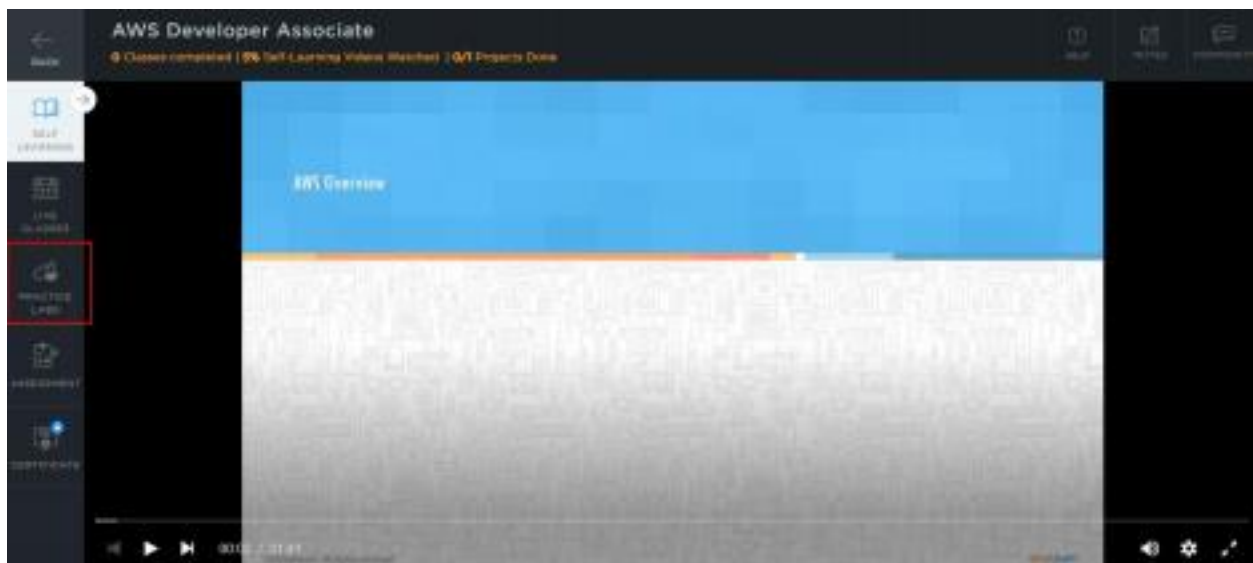 AWS Developer Associate
0 Classes completed | 5% Self-Learning Videos Watched | 0/1 Projects Done
BACK
HELP
NOTES
COMMUNITY
SELF
LEARNING
LIVE
CLASSES
PRACTICE
LABS
ASSESSMENT
CERTIFICATE
AWS Overview